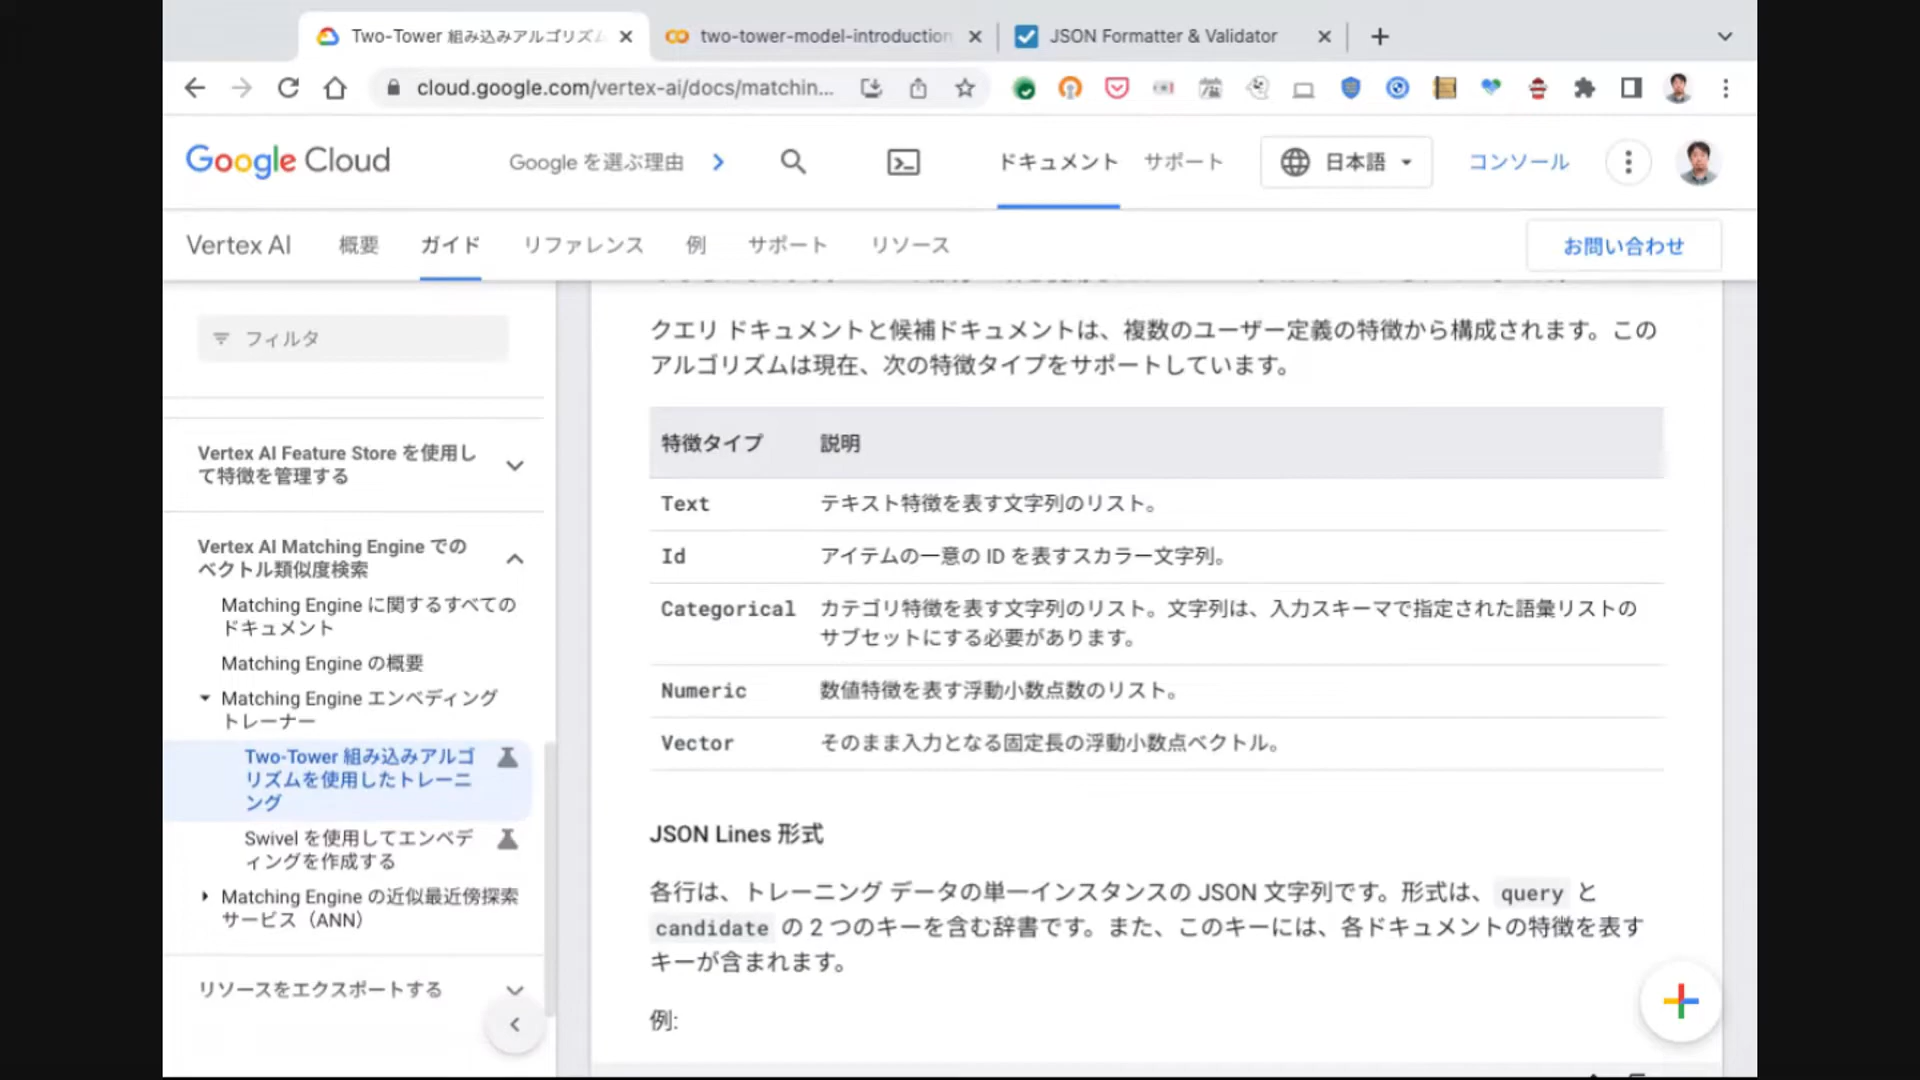 Two-Tower 組み込みアルゴリズム
two-tower-model-introduction
JSON Formatter & Validator
cloud.google.com/vertex-ai/docs/matchin...
Google Cloud
Google を選ぶ理由
ドキュメント
サポート
日本語
コンソール
Vertex AI
概要
ガイド
リファレンス
例
サポート
リソース
お問い合わせ
フィルタ
Vertex AI Feature Store を使用し
て特徴を管理する
Vertex AI Matching Engine での
ベクトル類似度検索
Matching Engine に関するすべての
ドキュメント
Matching Engine の概要
Matching Engine エンベディング
トレーナー
Two-Tower 組み込みアルゴ
リズムを使用したトレーニ
ング
Swivel を使用してエンベデ
ィングを作成する
Matching Engine の近似最近傍探索
サービス（ANN）
リソースをエクスポートする
クエリ ドキュメントと候補ドキュメントは、複数のユーザー定義の特徴から構成されます。この
アルゴリズムは現在、次の特徴タイプをサポートしています。
特徴タイプ 説明
Text テキスト特徴を表す文字列のリスト。
Id アイテムの一意の ID を表すスカラー文字列。
Categorical カテゴリ特徴を表す文字列のリスト。文字列は、入力スキーマで指定された語彙リストの
サブセットにする必要があります。
Numeric 数値特徴を表す浮動小数点数のリスト。
Vector そのまま入力となる固定長の浮動小数点ベクトル。
JSON Lines 形式
各行は、トレーニング データの単一インスタンスの JSON 文字列です。形式は、query と
candidate の 2 つのキーを含む辞書です。また、このキーには、各ドキュメントの特徴を表す
キーが含まれます。
例: